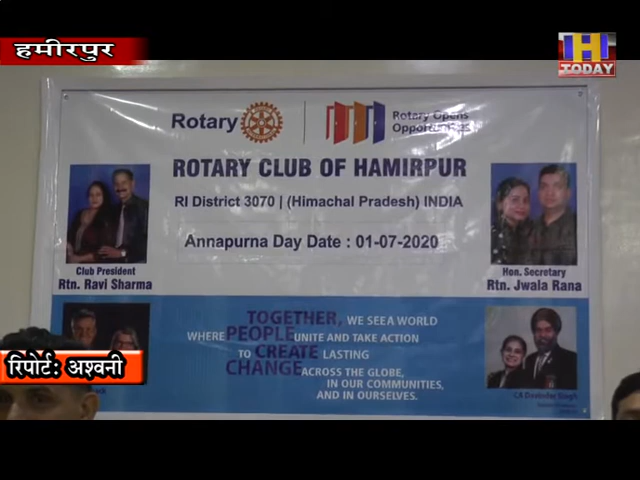 हमीरपुर
IHI
TODAY
Rotary
Rotary Opens
Opportunities
ROTARY CLUB OF HAMIRPUR
RI District 3070 | (Himachal Pradesh) INDIA
Annapurna Day Date : 01-07-2020
Club President
Rtn. Ravi Sharma
Hon. Secretary
Rtn. Jwala Rana
TOGETHER, WE SEE A WORLD
WHERE PEOPLE UNITE AND TAKE ACTION
TO CREATE LASTING
CHANGE ACROSS THE GLOBE,
IN OUR COMMUNITIES,
AND IN OURSELVES.
CA Davinder Singh
रिपोर्टः अश्वनी